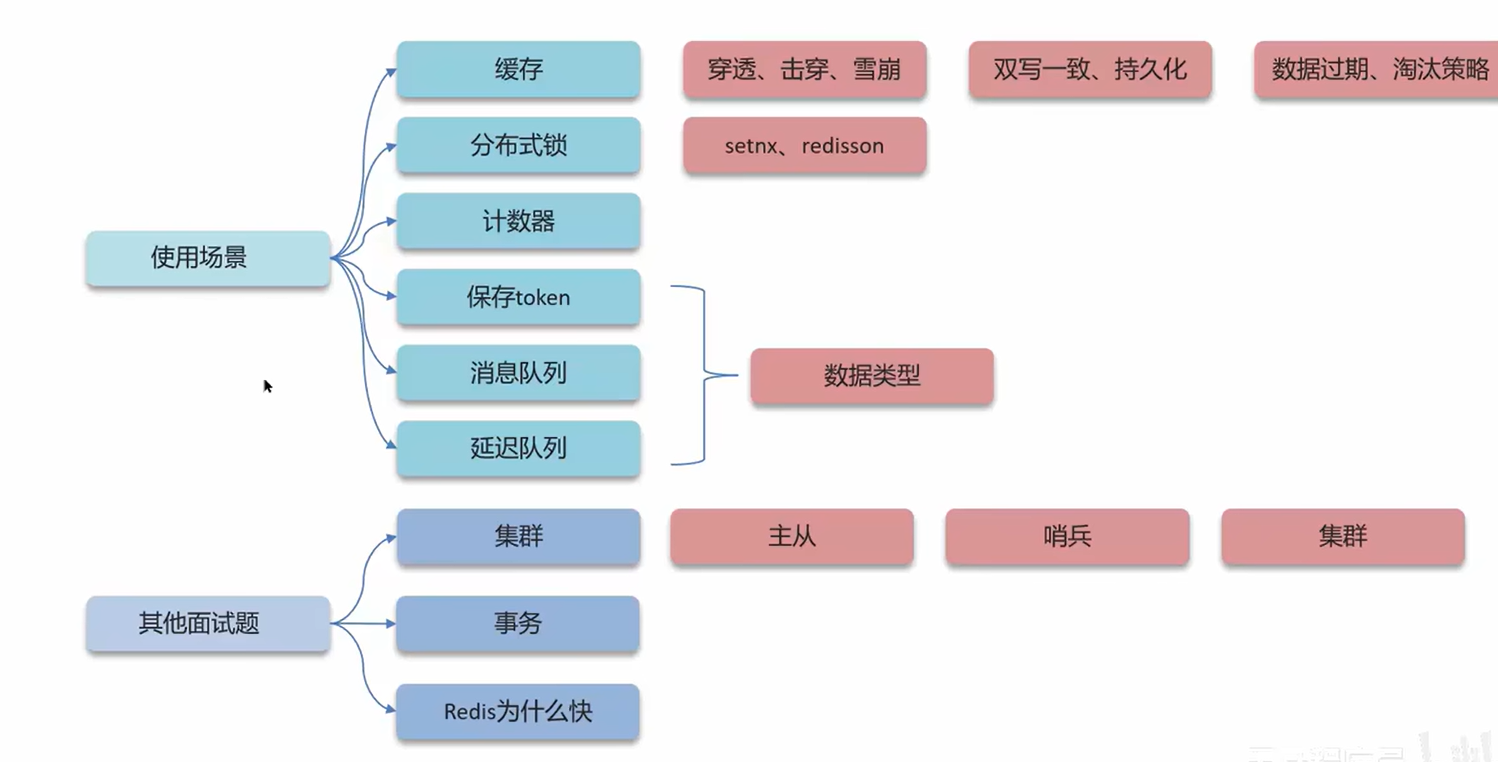 缓存
穿透、击穿、雪崩
双写一致、持久化
数据过期、淘汰策略
分布式锁
setnx、redisson
计数器
使用场景
保存token
消息队列
数据类型
延迟队列
集群
主从
哨兵
集群
其他面试题
事务
Redis为什么快